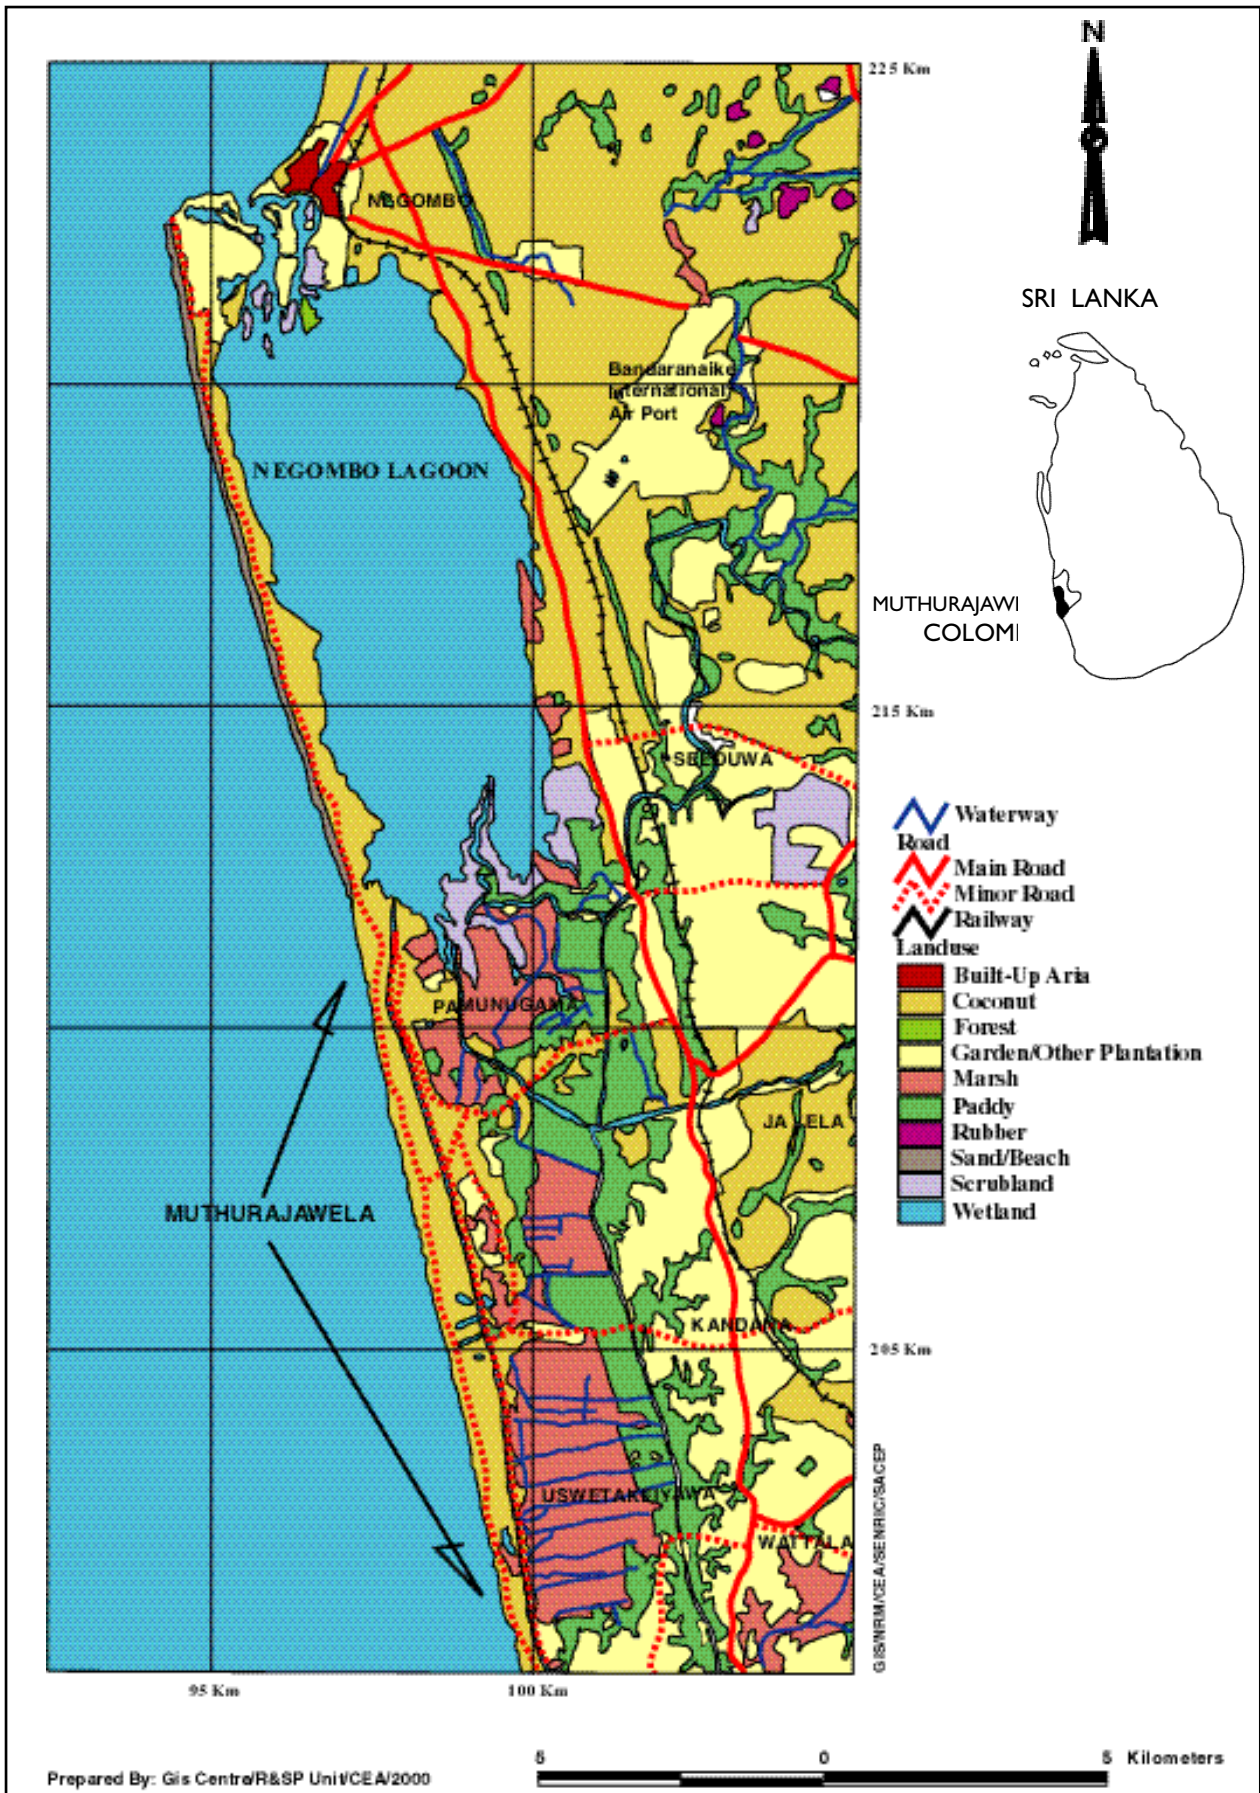 N
225 Km
NEGOMBO
SRI LANKA
Bandaranaike
International
Air Port
NEGOMBO LAGOON
MUTHURAJAWE
COLOM
215 Km
SEEDUWA
Waterway
Road
Main Road
Minor Road
Railway
Landuse
Built-Up Aria
Coconut
Forest
Garden/Other Plantation
Marsh
Paddy
Rubber
Sand/Beach
Scrubland
Wetland
PAMUNUGAMA
JA ELA
MUTHURAJAWELA
KANDANA
205 Km
USWETAKEIYAWA
WATTALA
GIS/NRM/CEA/SENRIC/SACEP
95 Km
100 Km
5 0 5 Kilometers
Prepared By: Gis Centre/R&SP Unit/CEA/2000